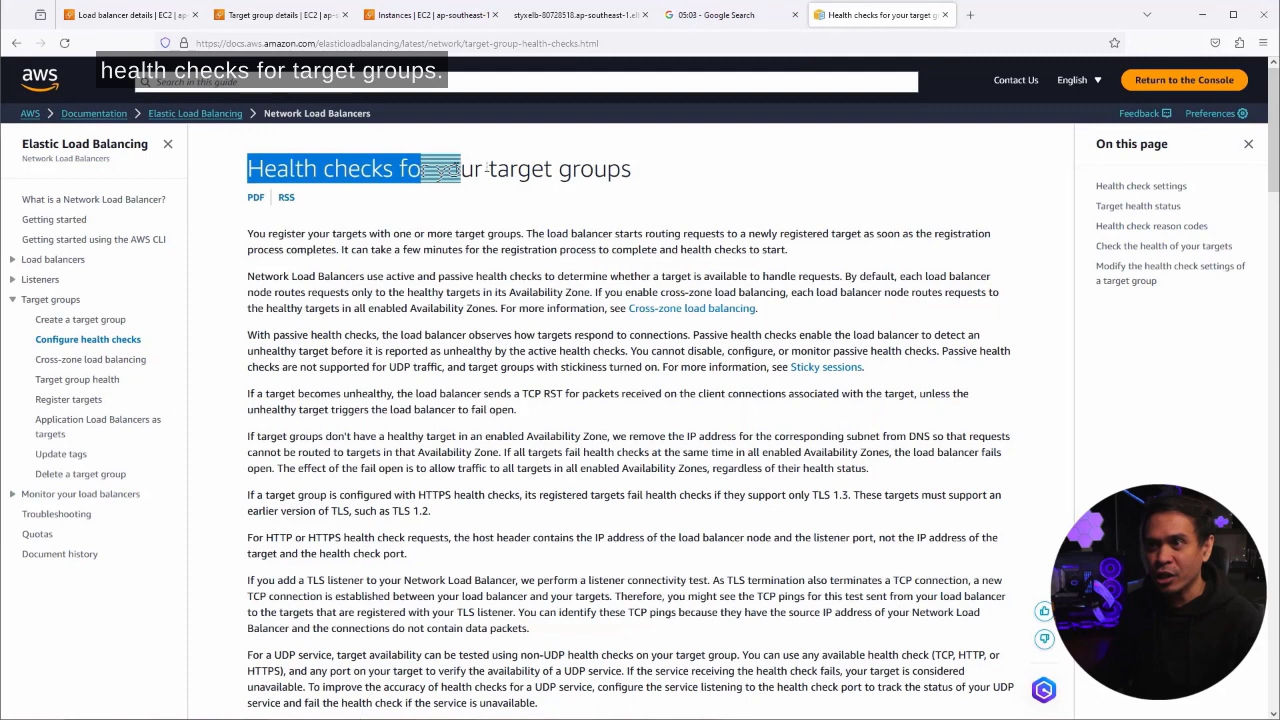 Load balancer details | EC2 | ap-s
Target group details | EC2 | ap-so
Instances | EC2 | ap-southeast-1
styxelb-80728518.ap-southeast-1.el
05:03 - Google Search
Health checks for your target g
https://docs.aws.amazon.com/elasticloadbalancing/latest/network/target-group-health-checks.html
health checks for target groups.
aws
Search in this guide
Contact Us
English
Return to the Console
AWS
Documentation
Elastic Load Balancing
Network Load Balancers
Feedback
Preferences
Elastic Load Balancing
Network Load Balancers
What is a Network Load Balancer?
Getting started
Getting started using the AWS CLI
Load balancers
Listeners
Target groups
Create a target group
Configure health checks
Cross-zone load balancing
Target group health
Register targets
Application Load Balancers as
targets
Update tags
Delete a target group
Monitor your load balancers
Troubleshooting
Quotas
Document history
Health checks for your target groups
PDF
RSS
You register your targets with one or more target groups. The load balancer starts routing requests to a newly registered target as soon as the registration
process completes. It can take a few minutes for the registration process to complete and health checks to start.
Network Load Balancers use active and passive health checks to determine whether a target is available to handle requests. By default, each load balancer
node routes requests only to the healthy targets in its Availability Zone. If you enable cross-zone load balancing, each load balancer node routes requests to
the healthy targets in all enabled Availability Zones. For more information, see Cross-zone load balancing.
With passive health checks, the load balancer observes how targets respond to connections. Passive health checks enable the load balancer to detect an
unhealthy target before it is reported as unhealthy by the active health checks. You cannot disable, configure, or monitor passive health checks. Passive health
checks are not supported for UDP traffic, and target groups with stickiness turned on. For more information, see Sticky sessions.
If a target becomes unhealthy, the load balancer sends a TCP RST for packets received on the client connections associated with the target, unless the
unhealthy target triggers the load balancer to fail open.
If target groups don't have a healthy target in an enabled Availability Zone, we remove the IP address for the corresponding subnet from DNS so that requests
cannot be routed to targets in that Availability Zone. If all targets fail health checks at the same time in all enabled Availability Zones, the load balancer fails
open. The effect of the fail open is to allow traffic to all targets in all enabled Availability Zones, regardless of their health status.
If a target group is configured with HTTPS health checks, its registered targets fail health checks if they support only TLS 1.3. These targets must support an
earlier version of TLS, such as TLS 1.2.
For HTTP or HTTPS health check requests, the host header contains the IP address of the load balancer node and the listener port, not the IP address of the
target and the health check port.
If you add a TLS listener to your Network Load Balancer, we perform a listener connectivity test. As TLS termination also terminates a TCP connection, a new
TCP connection is established between your load balancer and your targets. Therefore, you might see the TCP pings for this test sent from your load balancer
to the targets that are registered with your TLS listener. You can identify these TCP pings because they have the source IP address of your Network Load
Balancer and the connections do not contain data packets.
For a UDP service, target availability can be tested using non-UDP health checks on your target group. You can use any available health check (TCP, HTTP, or
HTTPS), and any port on your target to verify the availability of a UDP service. If the service receiving the health check fails, your target is considered
unavailable. To improve the accuracy of health checks for a UDP service, configure the service listening to the health check port to track the status of your UDP
service and fail the health check if the service is unavailable.
On this page
Health check settings
Target health status
Health check reason codes
Check the health of your targets
Modify the health check settings of
a target group